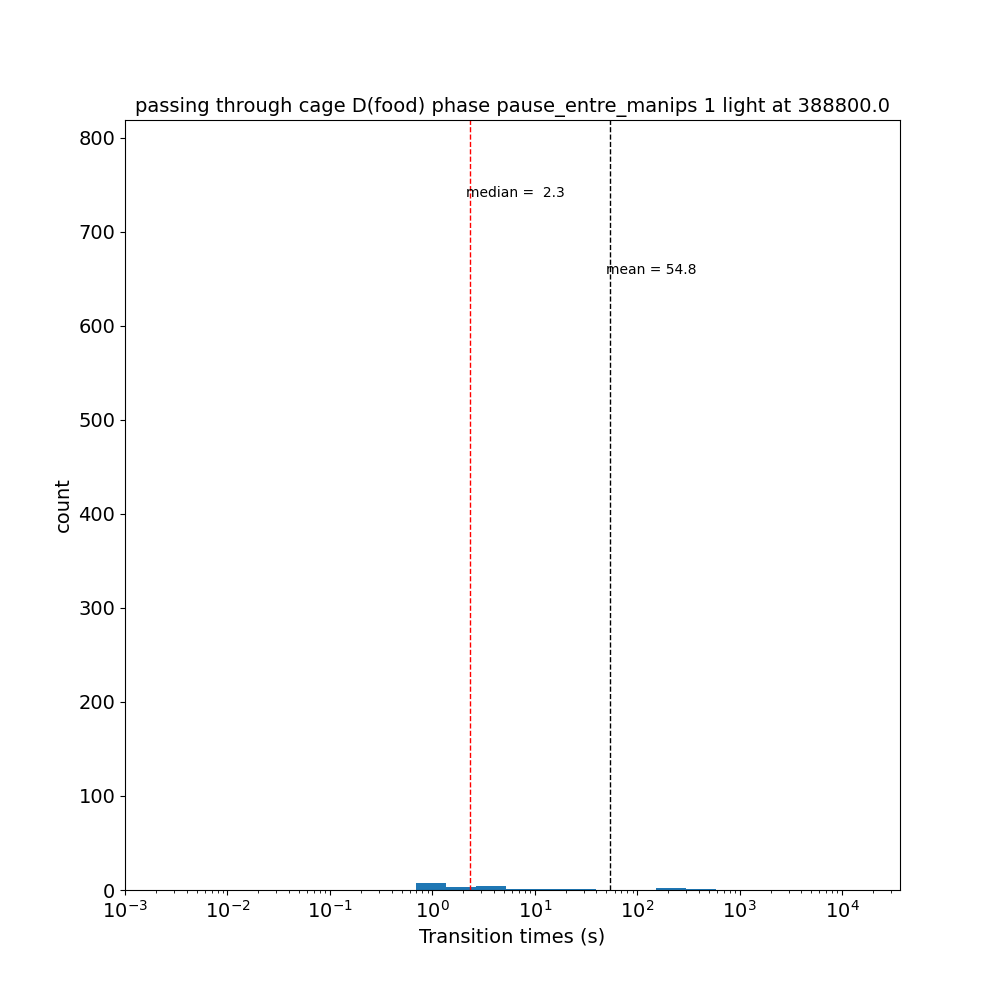 passing through cage D(food) phase pause_entre_manips 1 light at 388800.0
800
median =  2.3
700
mean = 54.8
600
500
count
400
300
200
100
0
10⁻³ 10⁻² 10⁻¹ 10⁰ 10¹ 10² 10³ 10⁴
Transition times (s)